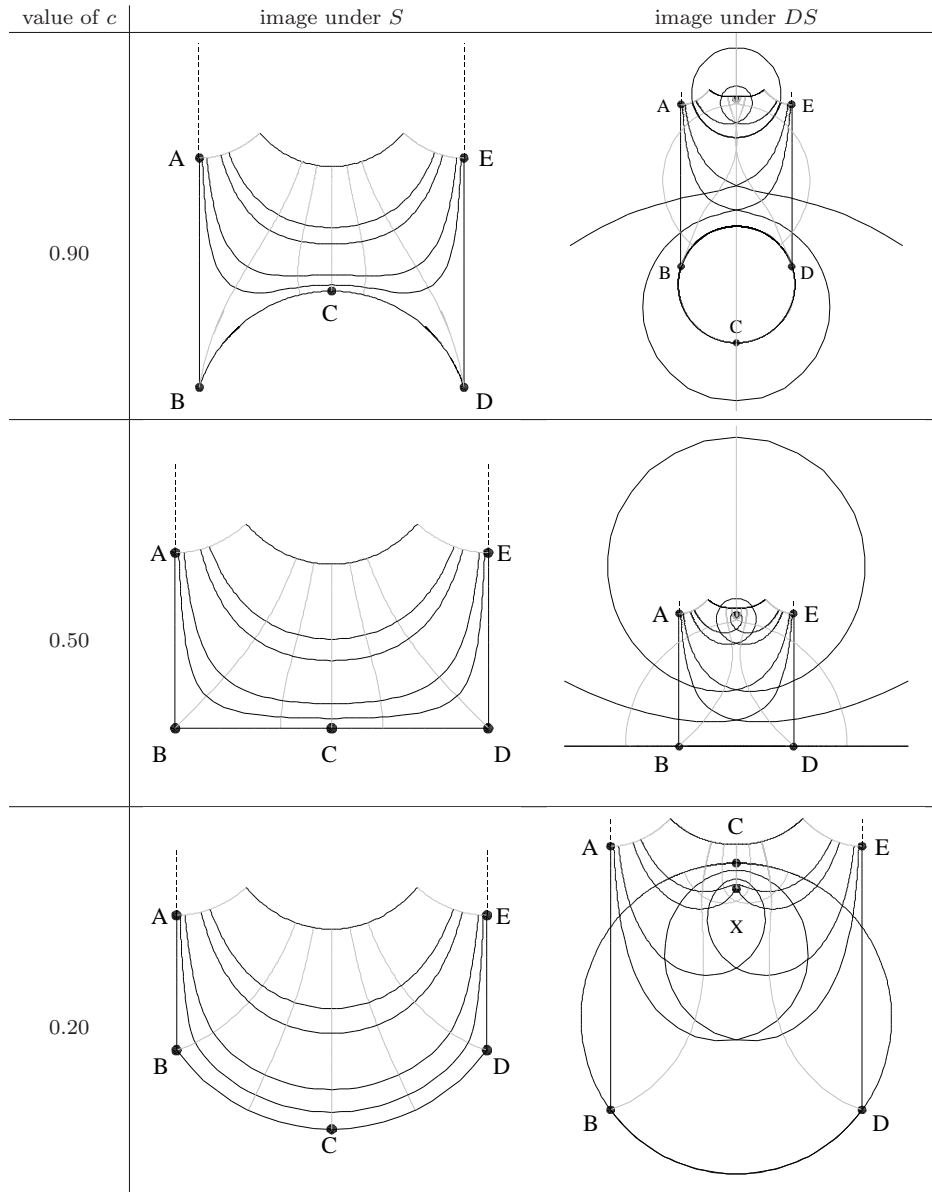 value of c image under S image under DS
A E A E
0.90
B D
C
C
B D
A E A E
0.50
B C D B D
C
A E A E
X
0.20
B D
C B D